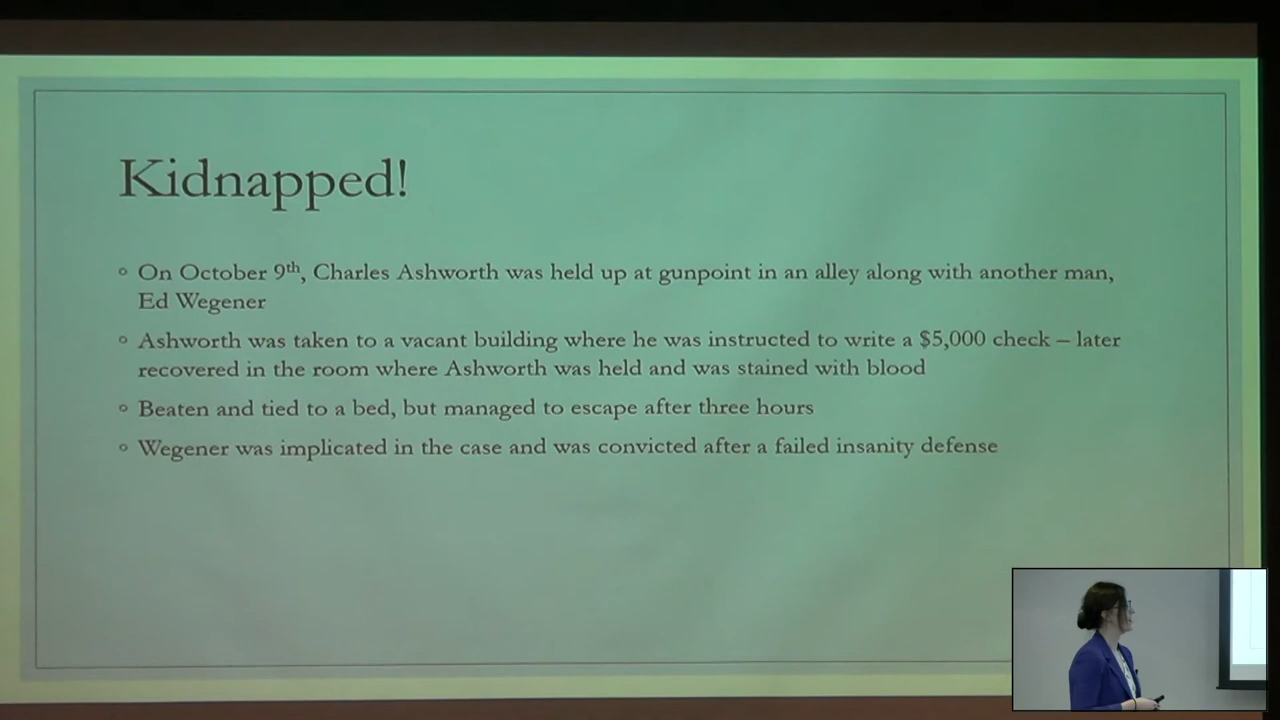 Kidnapped!
◦ On October 9th, Charles Ashworth was held up at gunpoint in an alley along with another man,
Ed Wegener
◦ Ashworth was taken to a vacant building where he was instructed to write a $5,000 check – later
recovered in the room where Ashworth was held and was stained with blood
◦ Beaten and tied to a bed, but managed to escape after three hours
◦ Wegener was implicated in the case and was convicted after a failed insanity defense